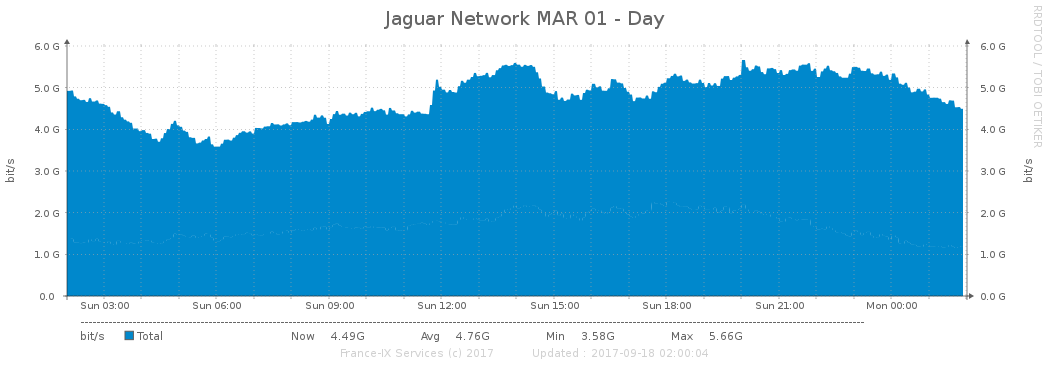 Jaguar Network MAR 01 - Day
RRDTOOL / TOBI OETIKER
6.0 G 6.0 G
5.0 G 5.0 G
4.0 G 4.0 G
3.0 G 3.0 G
2.0 G 2.0 G
1.0 G 1.0 G
0.0 0.0 G
bit/s bit/s
Sun 03:00 Sun 06:00 Sun 09:00 Sun 12:00 Sun 15:00 Sun 18:00 Sun 21:00 Mon 00:00
bit/s Total Now 4.49G Avg 4.76G Min 3.58G Max 5.66G
France-IX Services (c) 2017 Updated : 2017-09-18 02:00:04